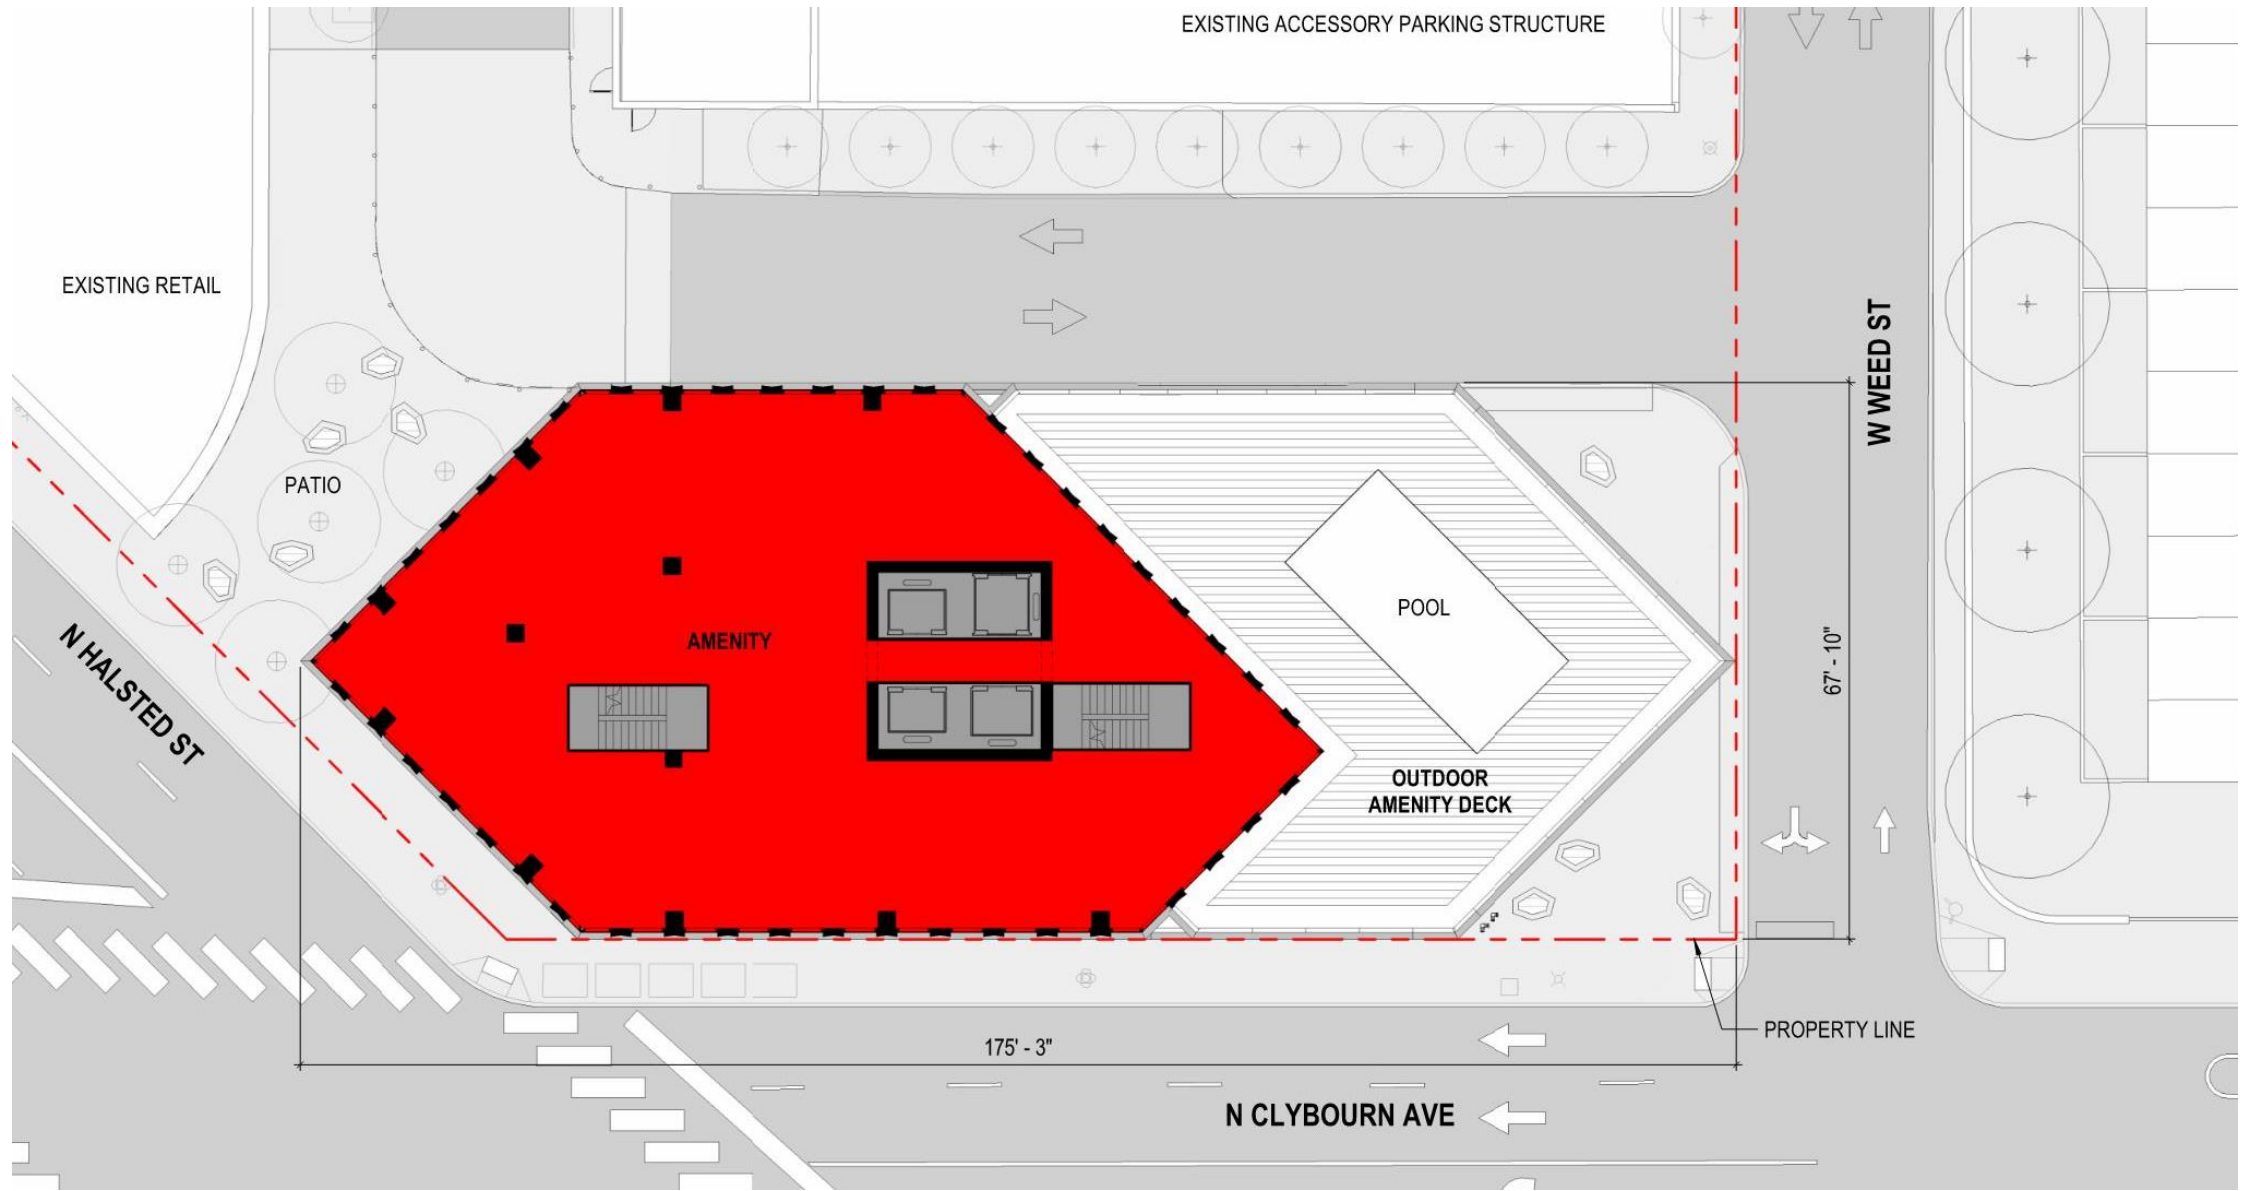 EXISTING ACCESSORY PARKING STRUCTURE
EXISTING RETAIL
W WEED ST
PATIO
POOL
AMENITY
N HALSTED ST
67' - 10"
OUTDOOR
AMENITY DECK
PROPERTY LINE
175' - 3"
N CLYBOURN AVE